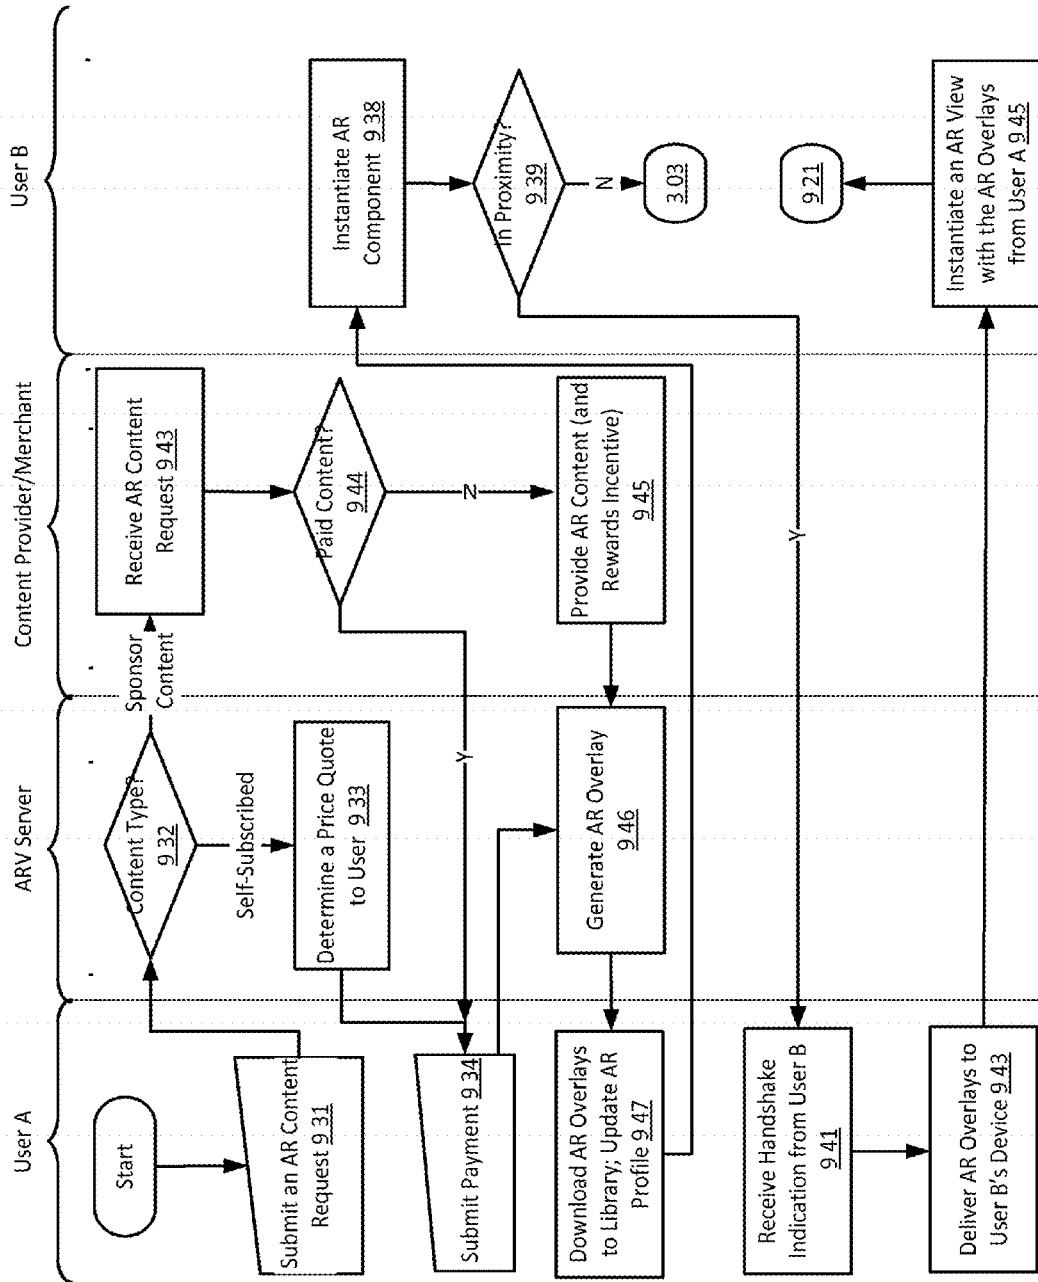 User A
ARV Server
Content Provider/Merchant
User B
Start
Submit an AR Content
Request 9.31
Content Type?
9.32
Sponsor
Content
Self-Subscribed
Receive AR Content
Request 9.43
Determine a Price Quote
to User 9.33
Paid Content?
9.44
Y
N
Submit Payment 9.34
Provide AR Content (and
Rewards Incentive)
9.45
Generate AR Overlay
9.46
Download AR Overlays
to Library; Update AR
Profile 9.47
Instantiate AR
Component 9.38
In Proximity?
9.39
N
3.03
Y
Receive Handshake
Indication from User B
9.41
Deliver AR Overlays to
User B's Device 9.43
Instantiate an AR View
with the AR Overlays
from User A 9.45
9.21